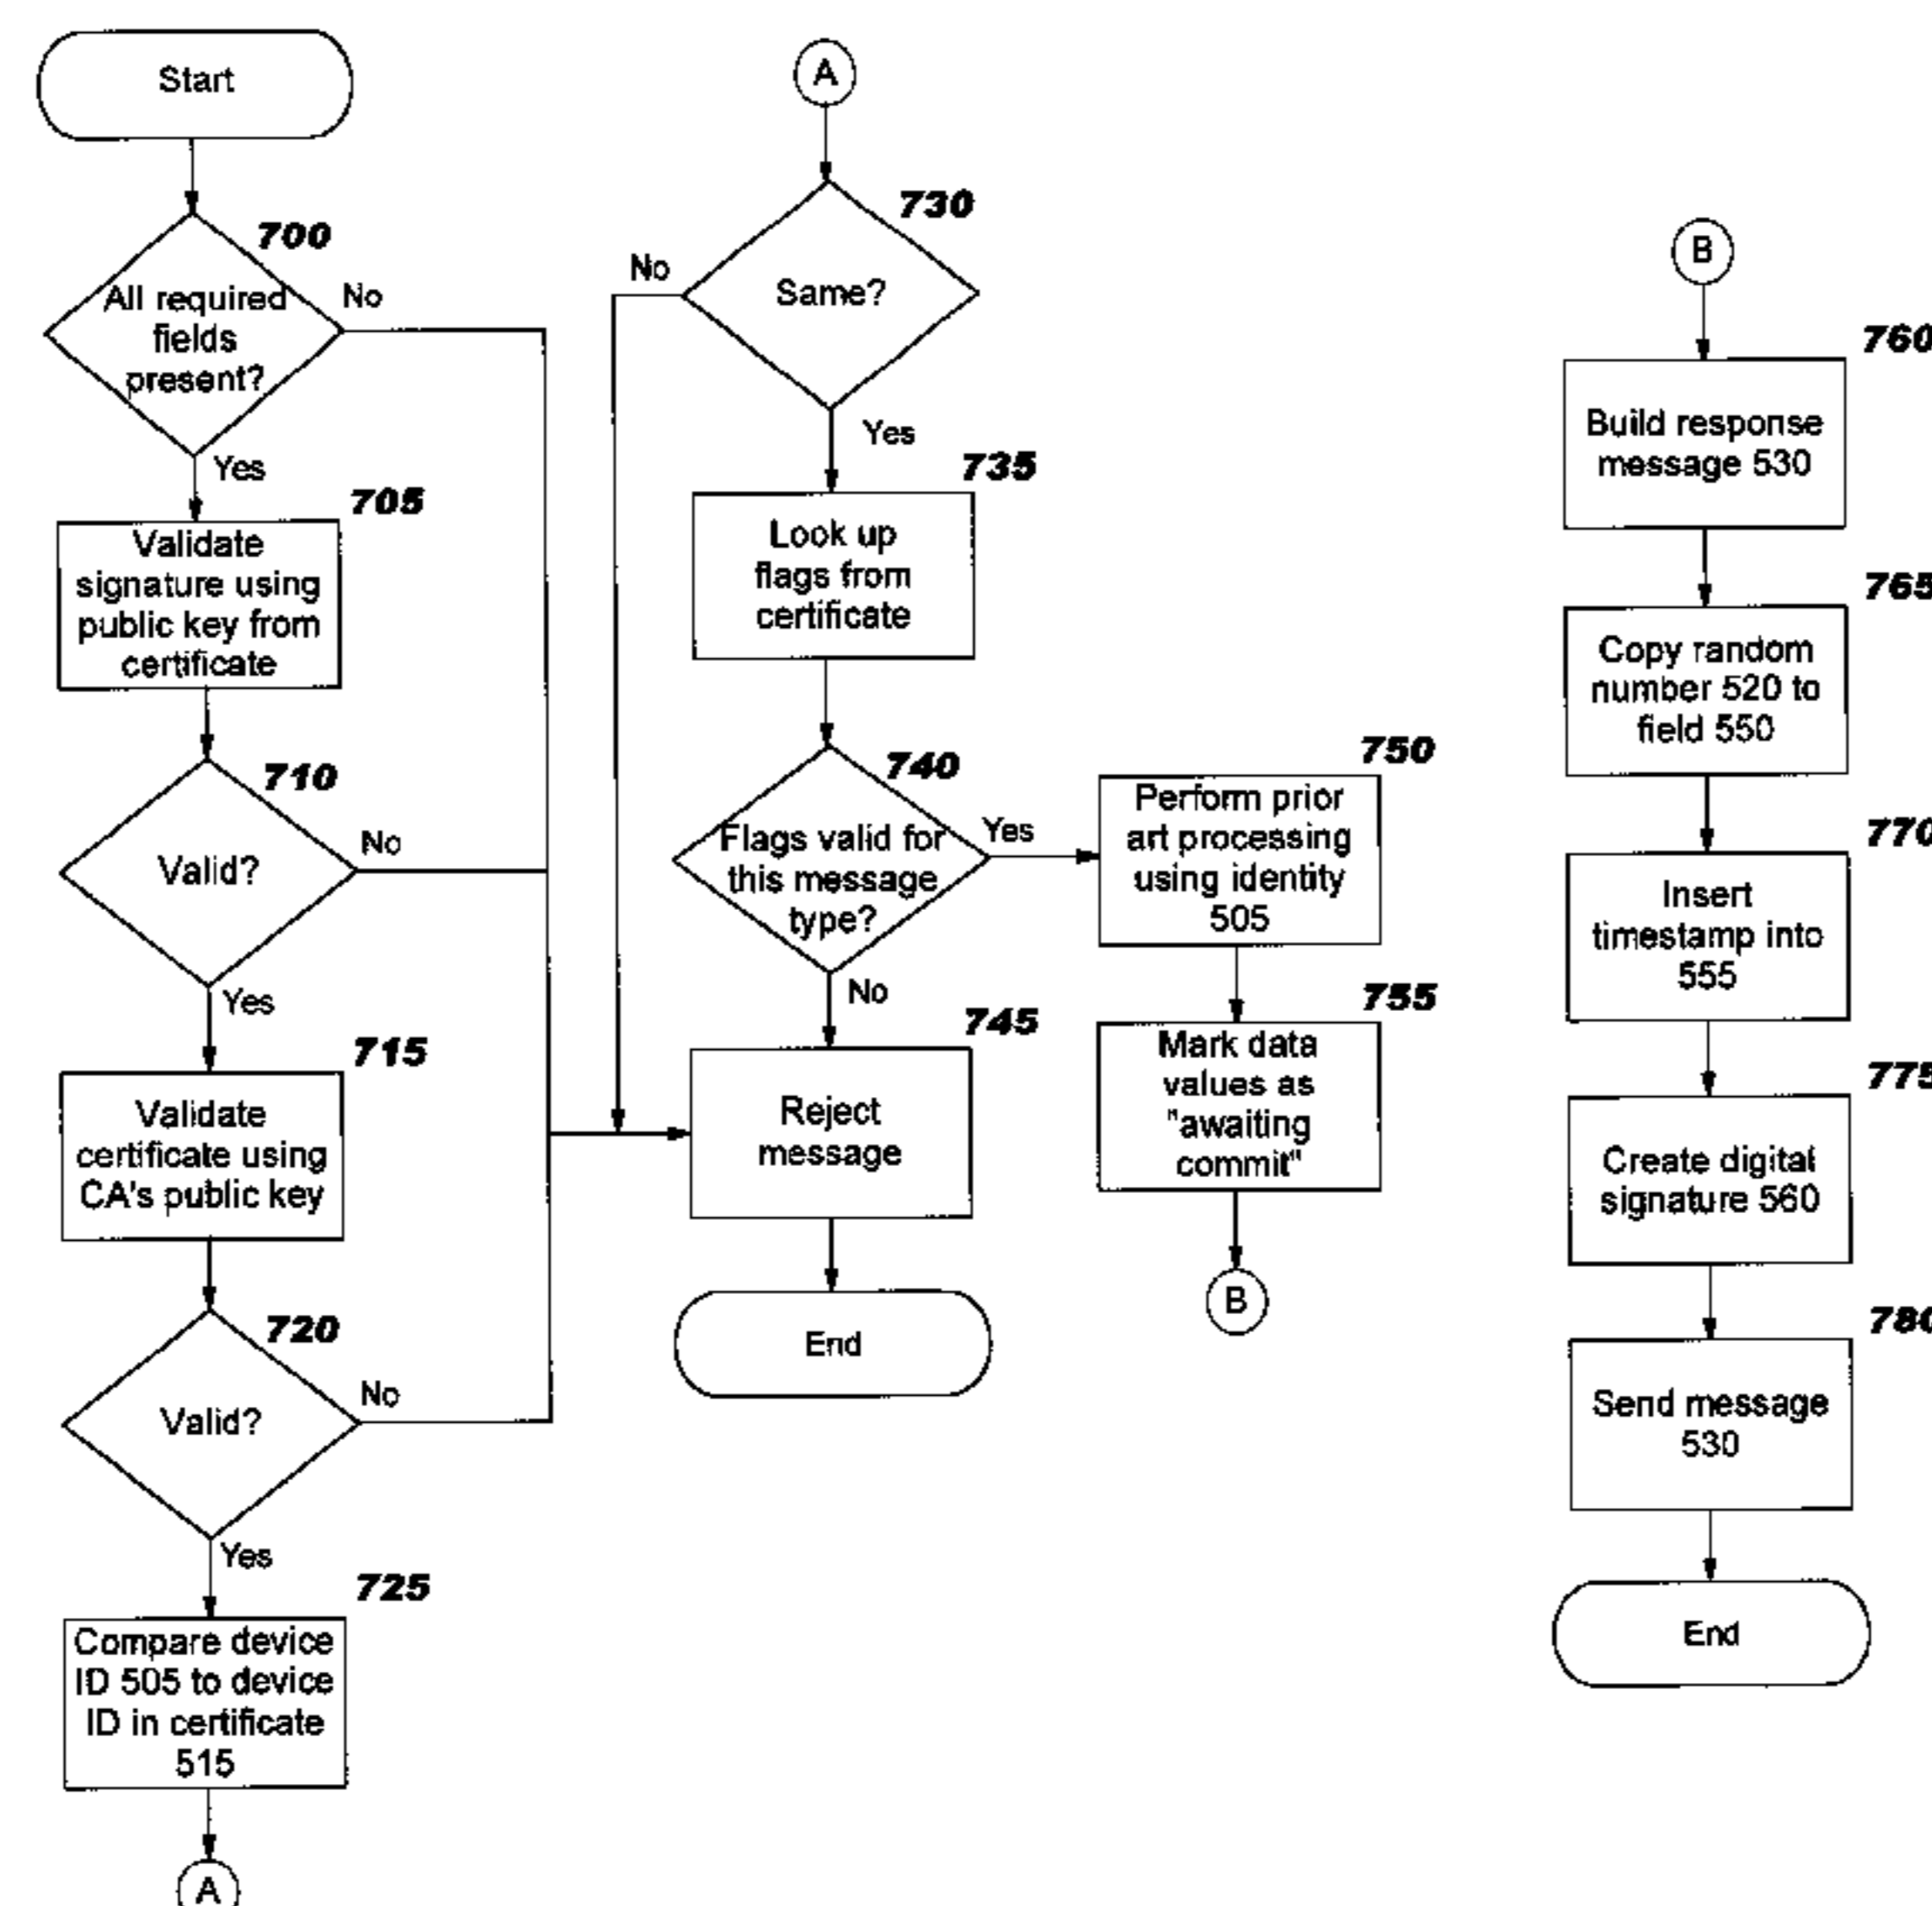 Start
700
All required
fields
present?
No
Yes
705
Validate
signature using
public key from
certificate
710
Valid?
No
Yes
715
Validate
certificate using
CA's public key
720
Valid?
No
Yes
725
Compare device
ID 505 to device
ID in certificate
515
A
A
730
Same?
No
Yes
735
Look up
flags from
certificate
740
Flags valid for
this message
type?
Yes
No
745
Reject
message
End
750
Perform prior
art processing
using identity
505
755
Mark data
values as
"awaiting
commit"
B
B
760
Build response
message 530
765
Copy random
number 520 to
field 550
770
Insert
timestamp into
555
775
Create digital
signature 560
780
Send message
530
End